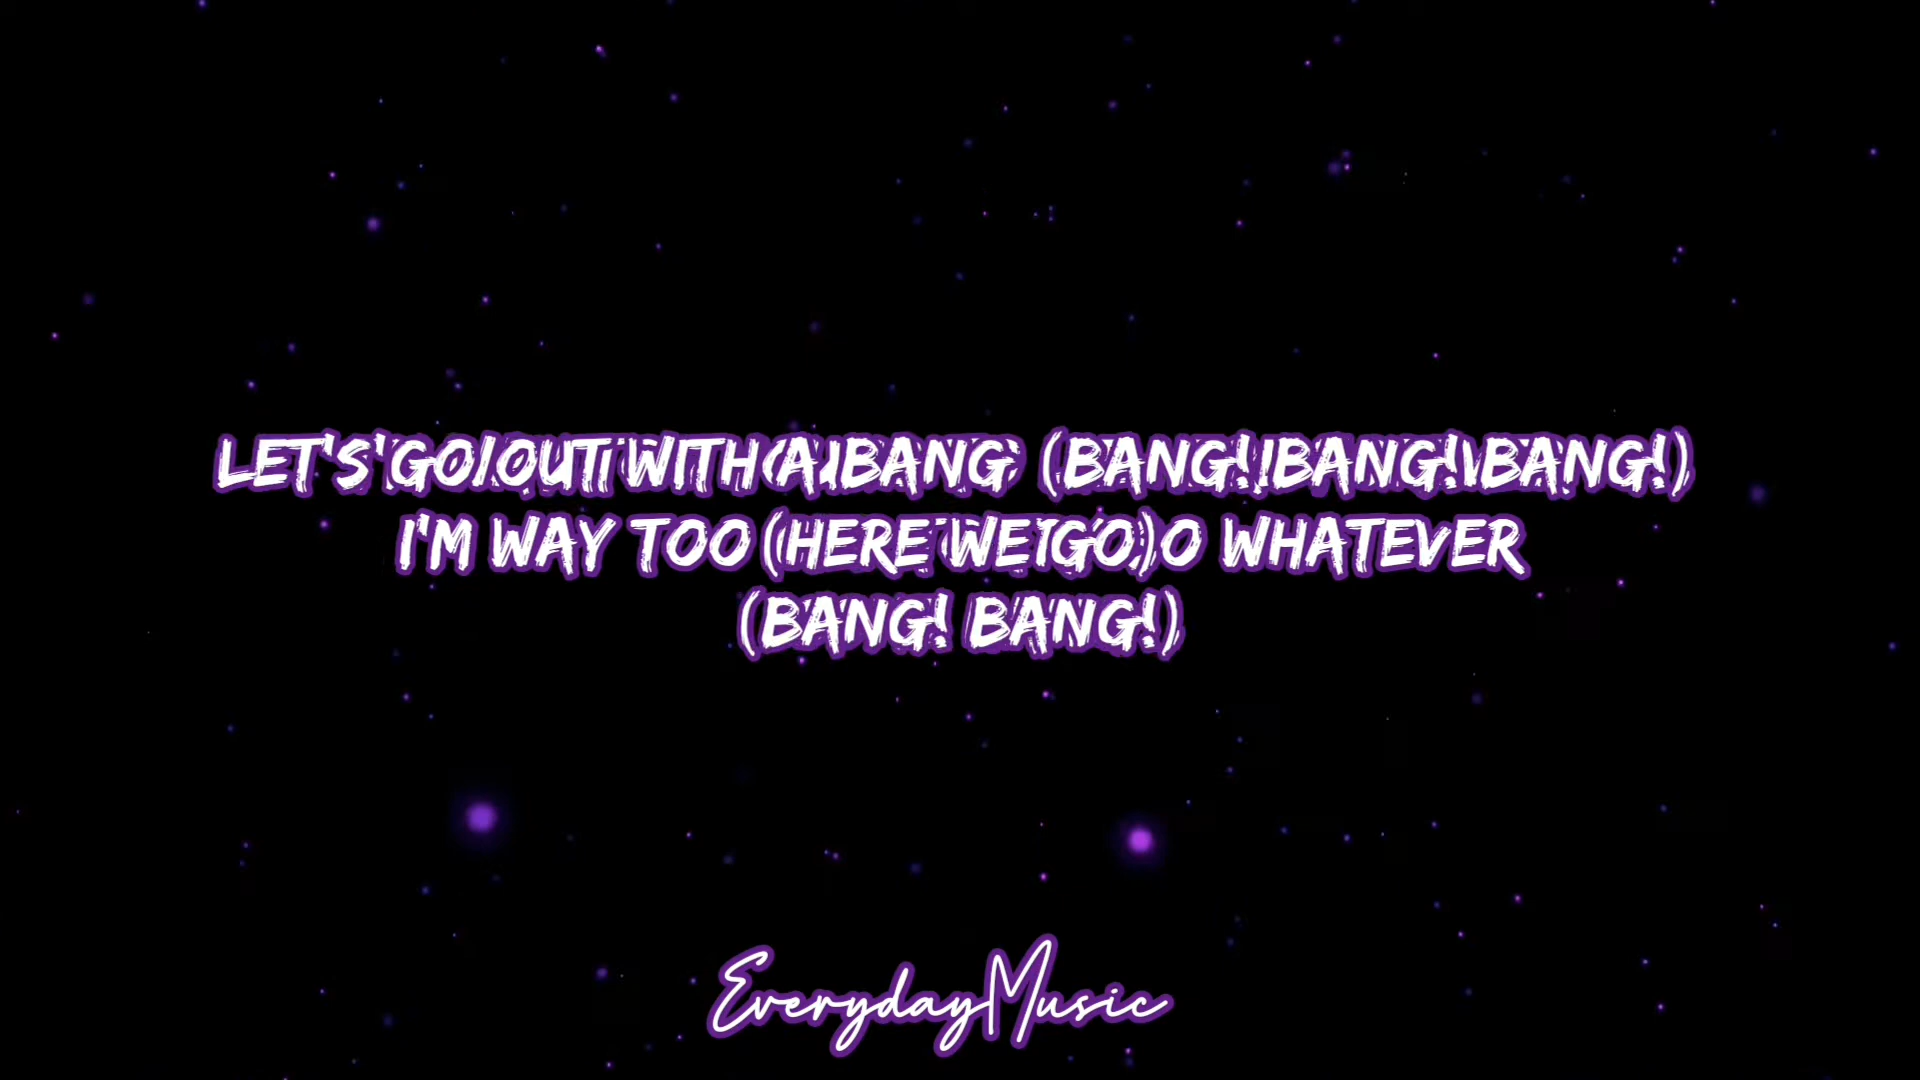 LET'S GO OUT WITH A BANG (BANG! BANG! BANG!)
I'M WAY TOO (HERE WE GO) O WHATEVER
(BANG! BANG!)
EverydayMusic